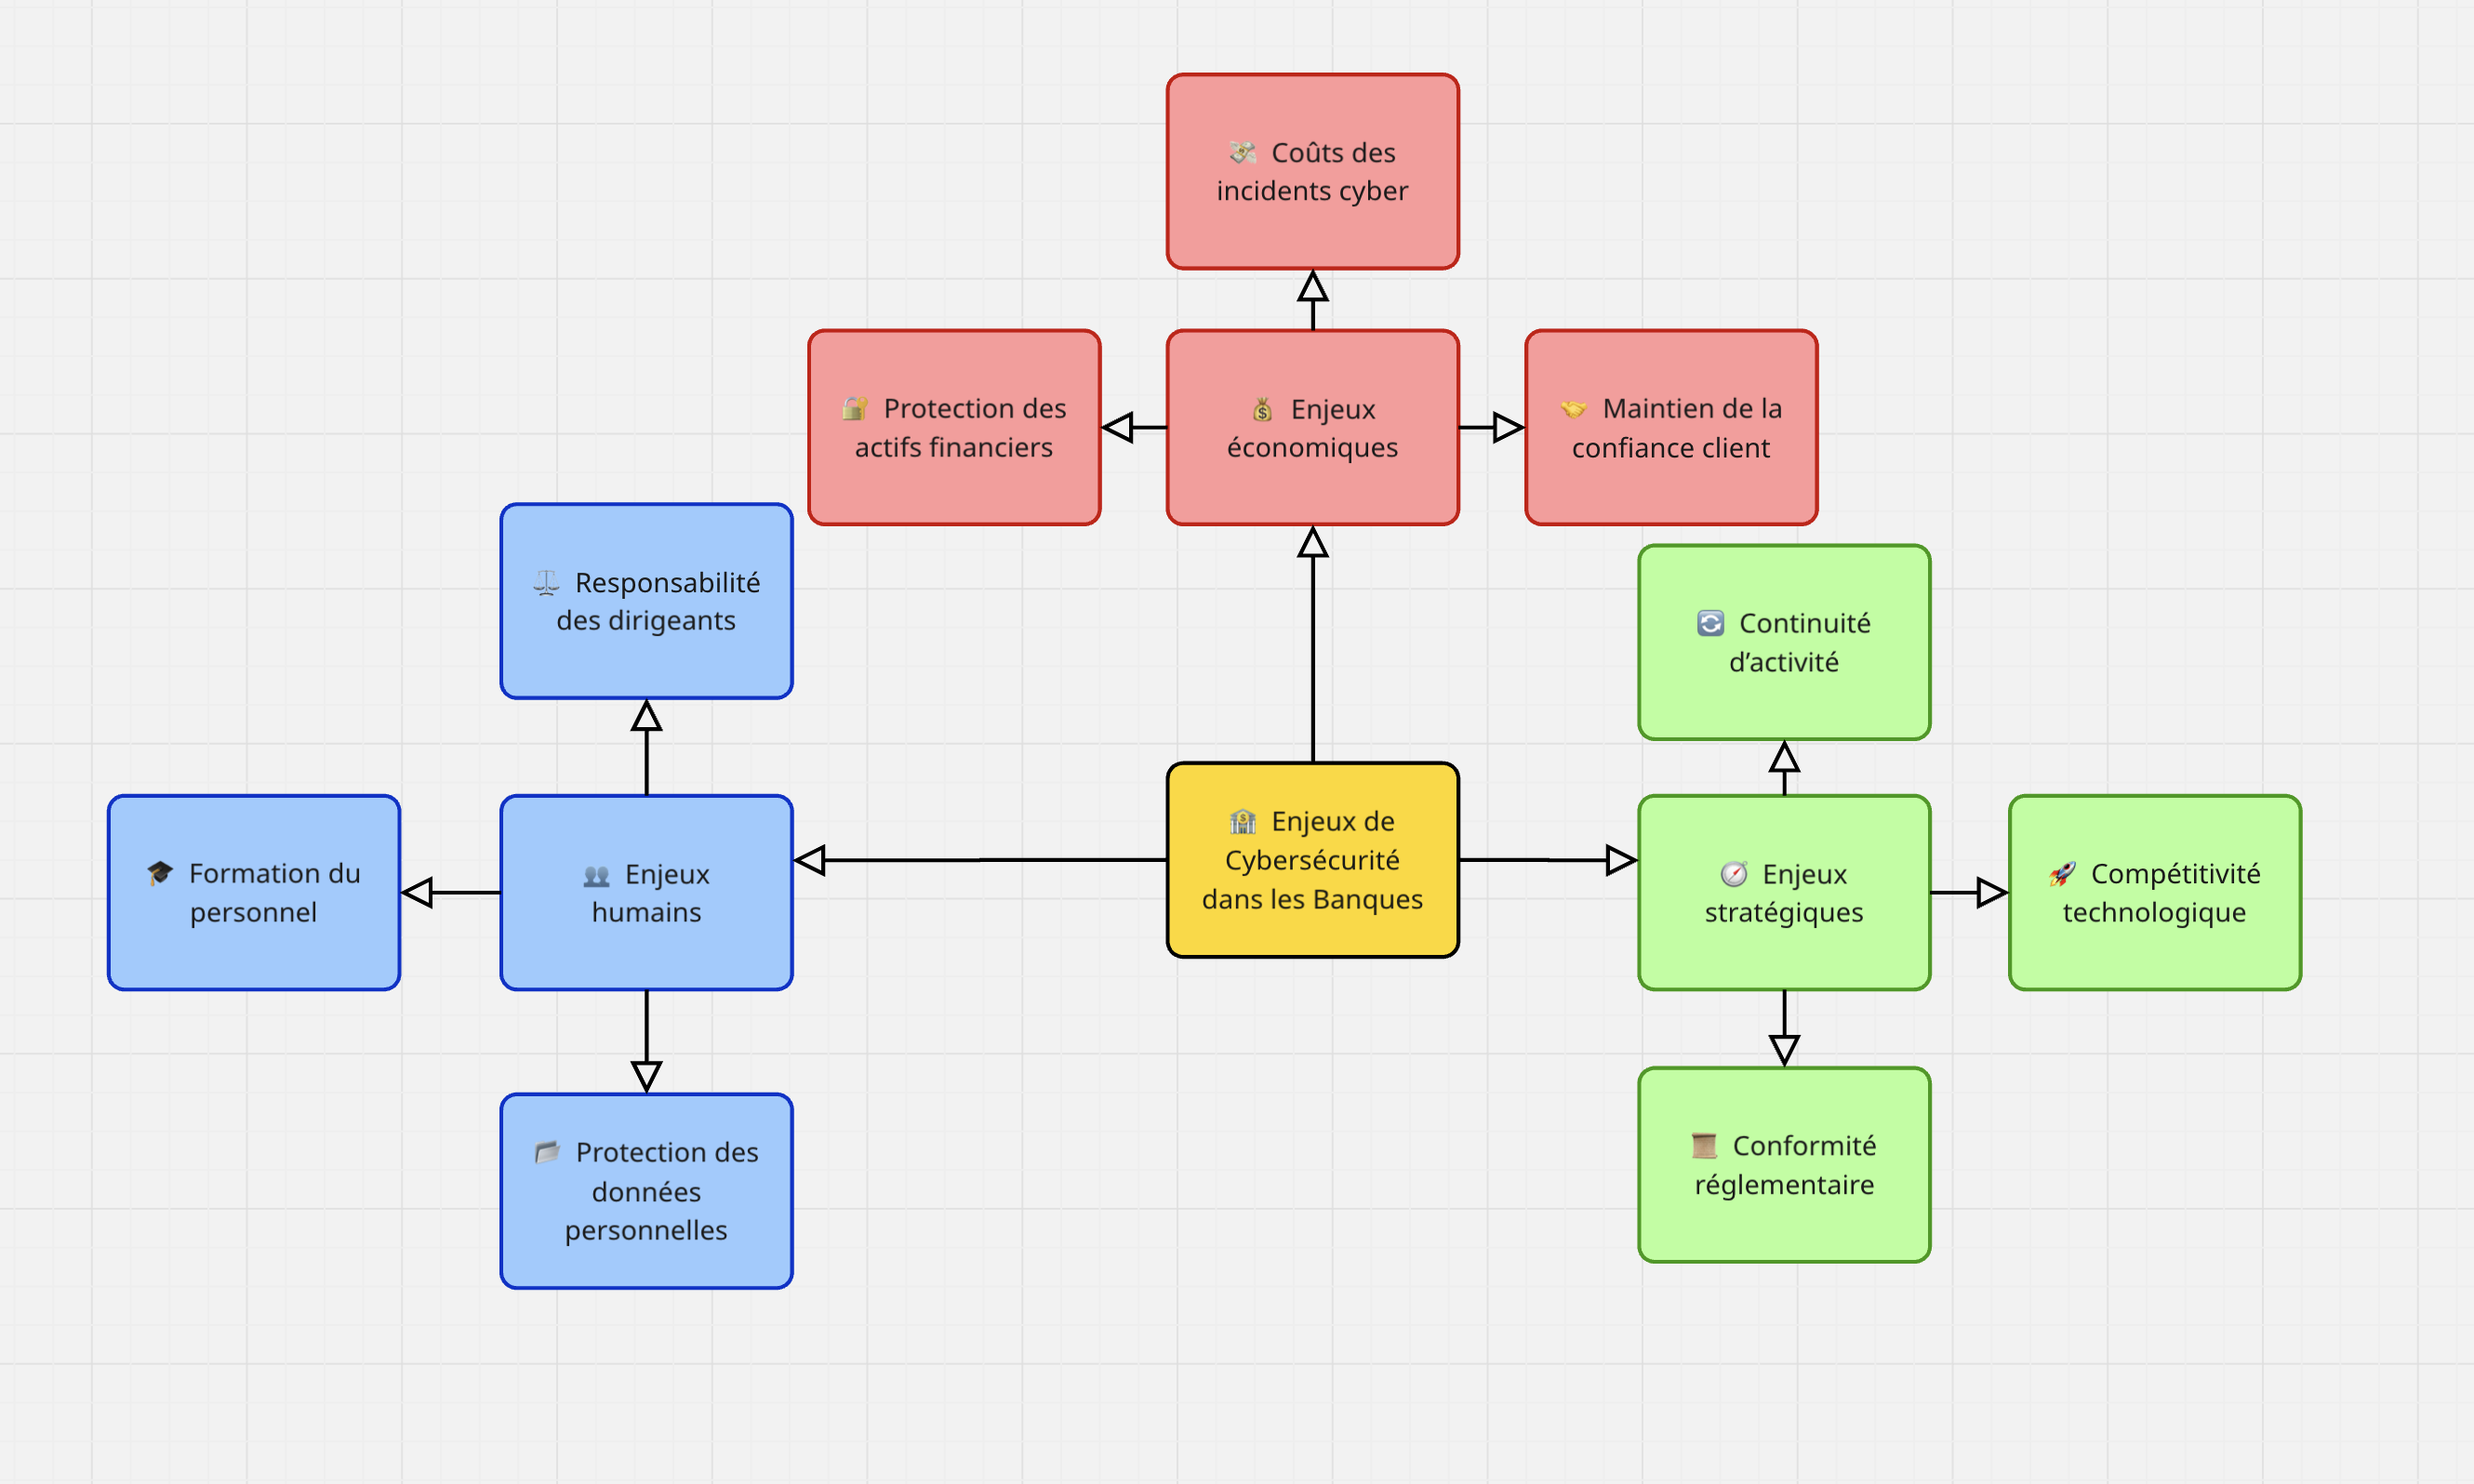 💸 Coûts des
incidents cyber
🔐 Protection des
actifs financiers
💰 Enjeux
économiques
🤝 Maintien de la
confiance client
⚖️ Responsabilité
des dirigeants
🔄 Continuité
d’activité
🎓 Formation du
personnel
👥 Enjeux
humains
🏦 Enjeux de
Cybersécurité
dans les Banques
🧭 Enjeux
stratégiques
🚀 Compétitivité
technologique
📁 Protection des
données
personnelles
📜 Conformité
réglementaire